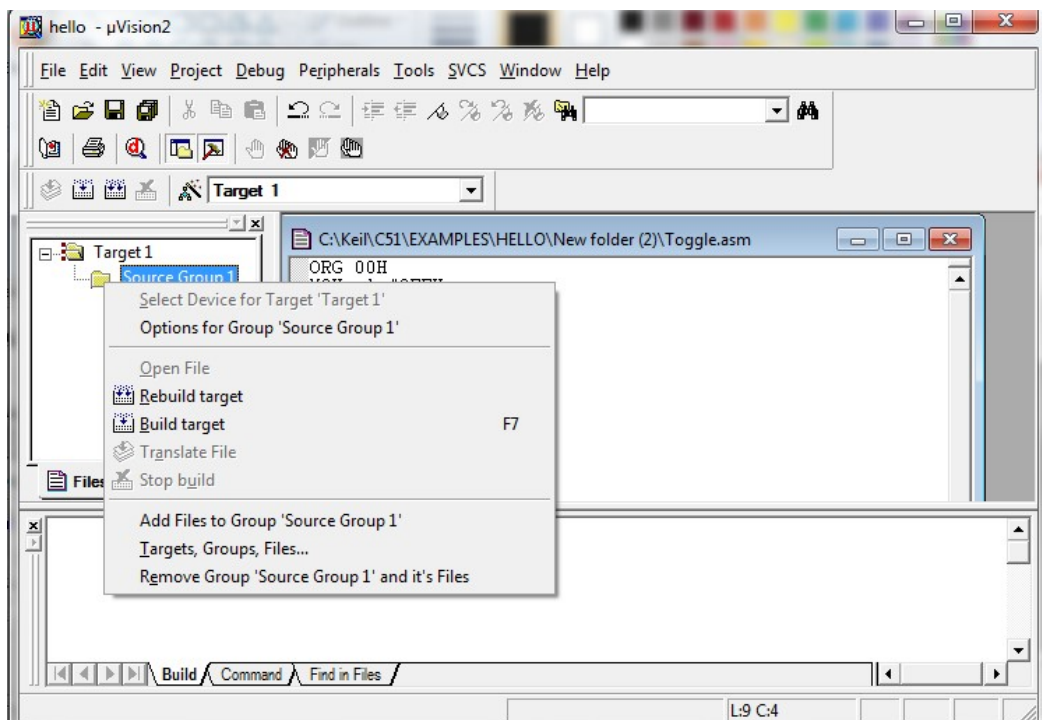 hello - µVision2
File Edit View Project Debug Peripherals Tools SVCS Window Help
Target 1
Target 1
Source Group 1
C:\Keil\C51\EXAMPLES\HELLO\New folder (2)\Toggle.asm
ORG 00H
Select Device for Target 'Target 1'
Options for Group 'Source Group 1'
Open File
Rebuild target
Build target F7
Translate File
Stop build
Files
Add Files to Group 'Source Group 1'
Targets, Groups, Files...
Remove Group 'Source Group 1' and it's Files
Build Command Find in Files
L:9 C:4